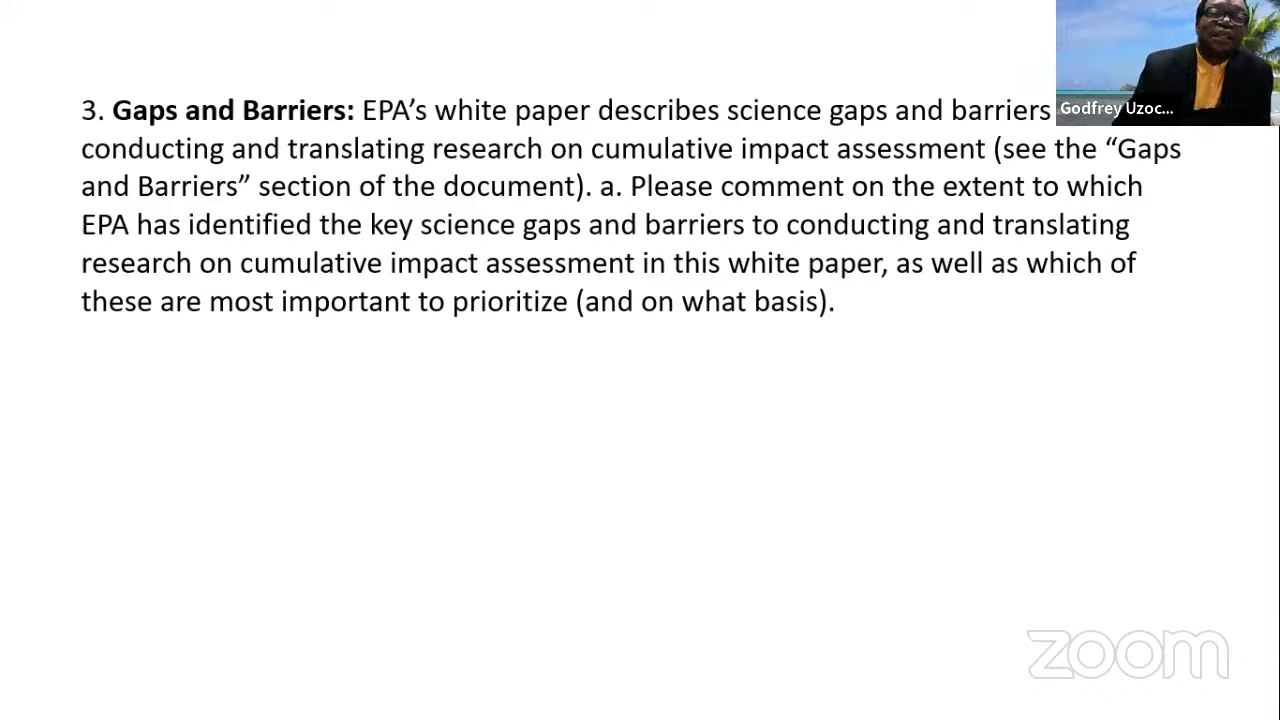 3. Gaps and Barriers: EPA’s white paper describes science gaps and barriers
conducting and translating research on cumulative impact assessment (see the “Gaps
and Barriers” section of the document). a. Please comment on the extent to which
EPA has identified the key science gaps and barriers to conducting and translating
research on cumulative impact assessment in this white paper, as well as which of
these are most important to prioritize (and on what basis).
Godfrey Uzoc...
zoom